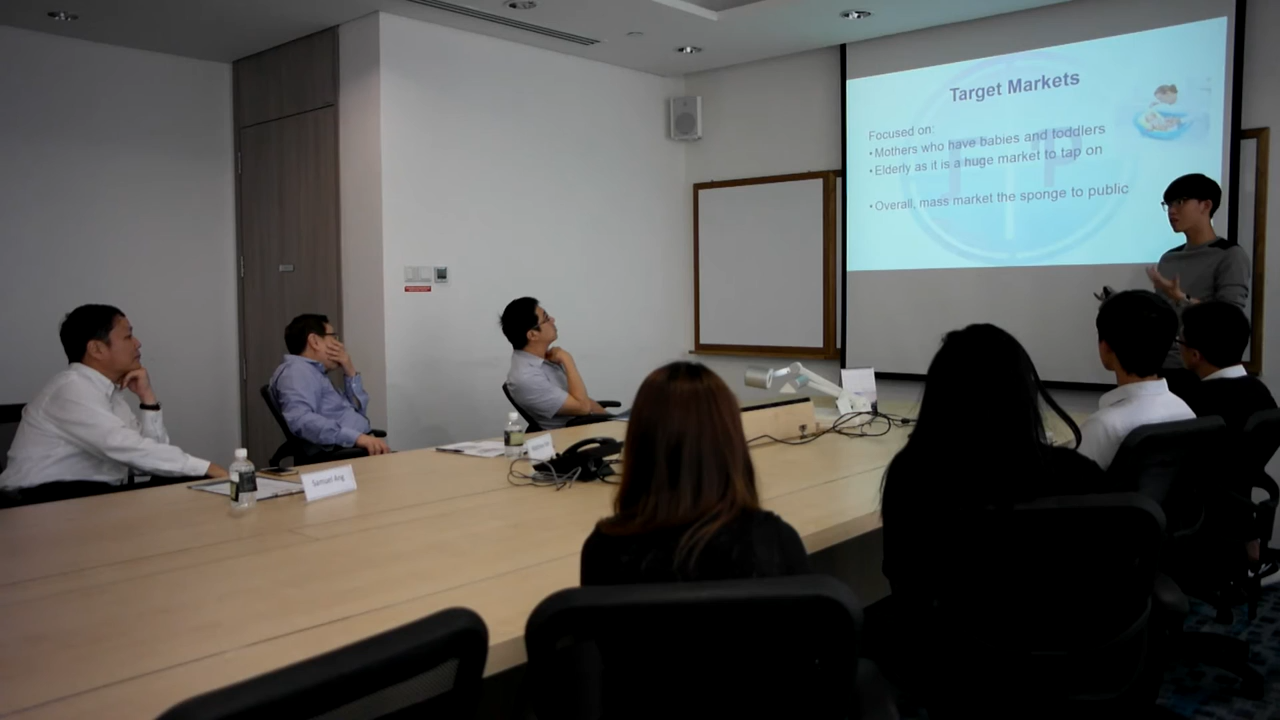 Target Markets
Focused on:
•Mothers who have babies and toddlers
•Elderly as it is a huge market to tap on
•Overall, mass market the sponge to public
Samuel Ang